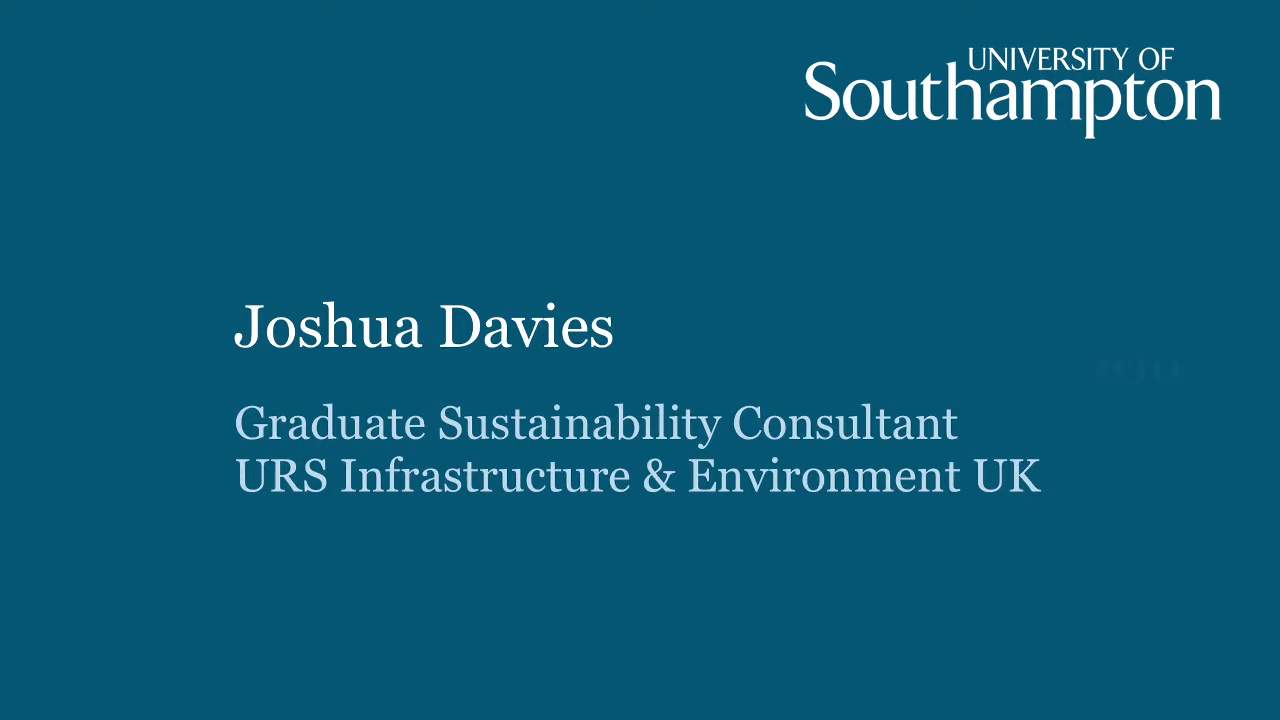 UNIVERSITY OF
Southampton
Joshua Davies
Graduate Sustainability Consultant
URS Infrastructure & Environment UK